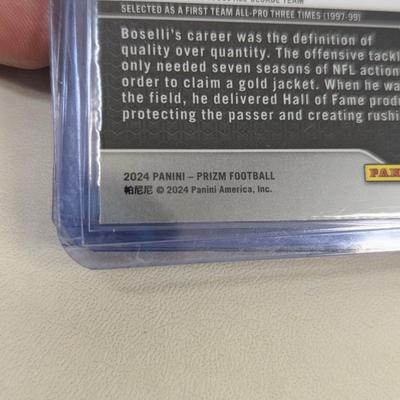 SELECTED AS A FIRST TEAM ALL-PRO THREE TIMES (1997-99)
Boselli's career was the definition of
quality over quantity. The offensive tackl
only needed seven seasons of NFL action
order to claim a gold jacket. When he wa
the field, he delivered Hall of Fame produ
protecting the passer and creating rushi
2024 PANINI – PRIZM FOOTBALL
帕尼尼 © 2024 Panini America, Inc.
PAN